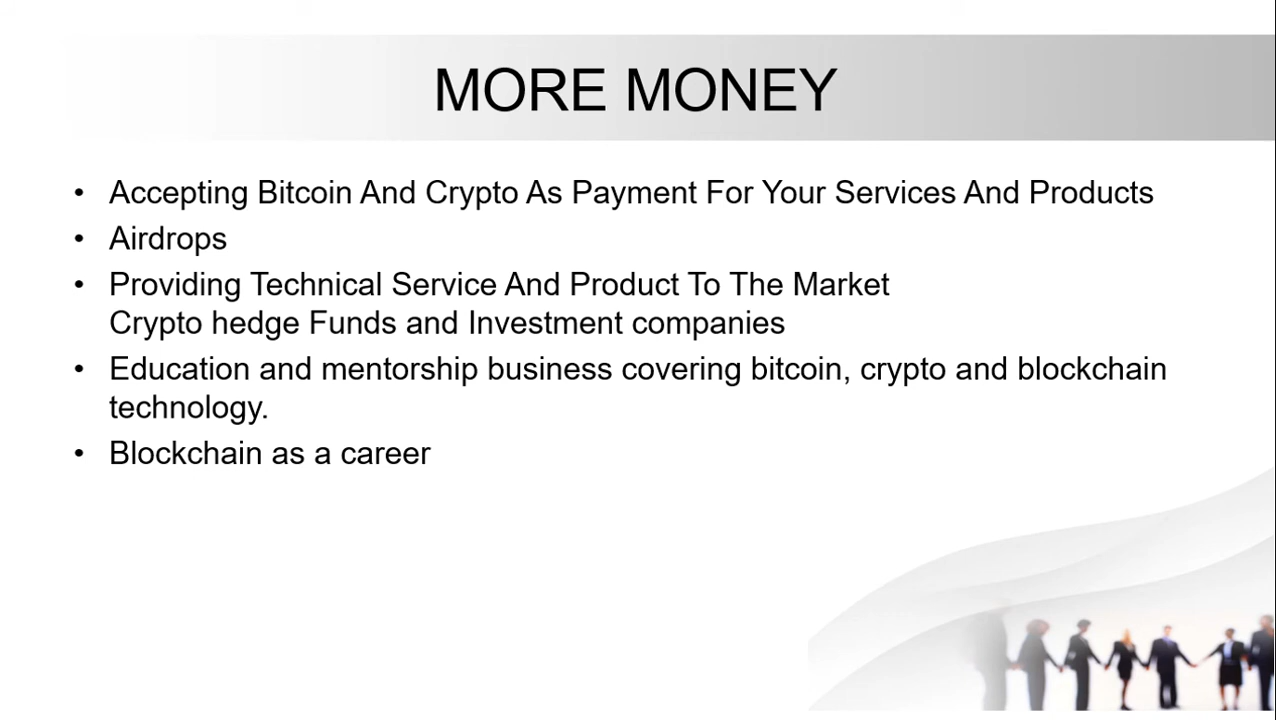 MORE MONEY
• Accepting Bitcoin And Crypto As Payment For Your Services And Products
• Airdrops
• Providing Technical Service And Product To The Market
Crypto hedge Funds and Investment companies
• Education and mentorship business covering bitcoin, crypto and blockchain
technology.
• Blockchain as a career